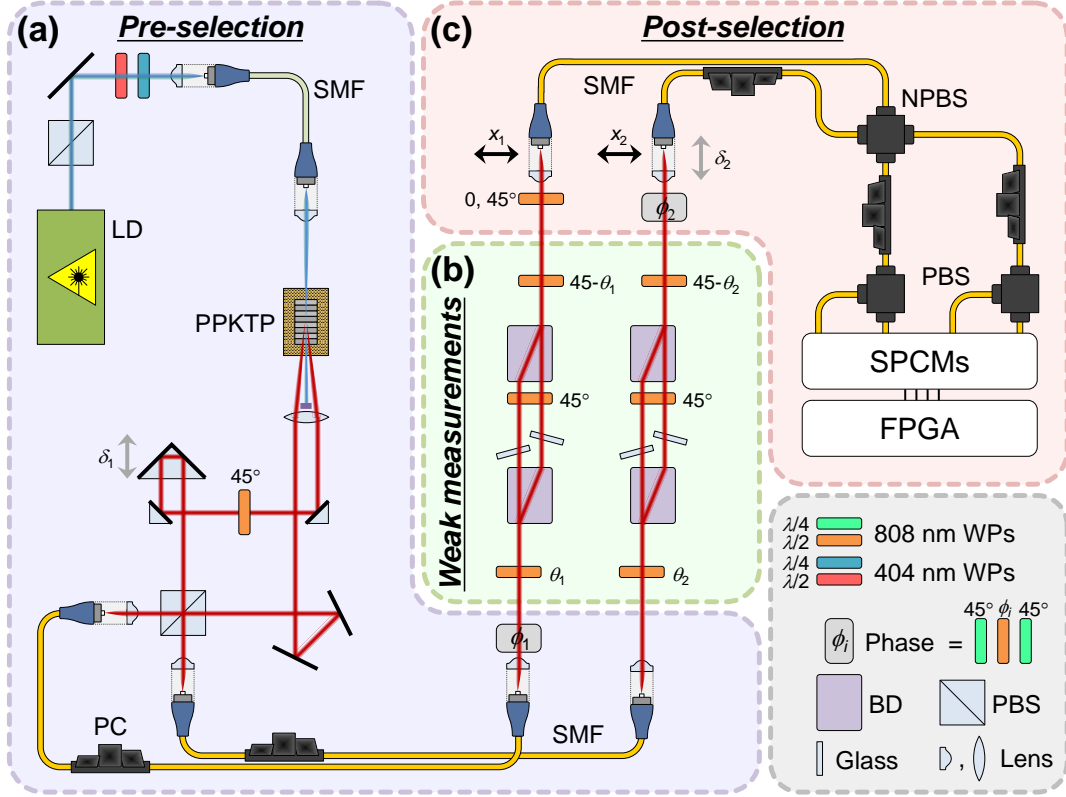 (a) Pre-selection
SMF
LD
PPKTP
δ₁
45°
PC
SMF
ϕ₁
(b)
Weak measurements
45-θ₁
45-θ₂
45°
45°
θ₁
θ₂
(c) Post-selection
SMF
NPBS
x₁
x₂
δ₂
0, 45°
ϕ₂
PBS
SPCMs
FPGA
λ/4
λ/2
808 nm WPs
λ/4
λ/2
404 nm WPs
45° ϕᵢ 45°
ϕᵢ Phase =
BD
PBS
Glass
, Lens